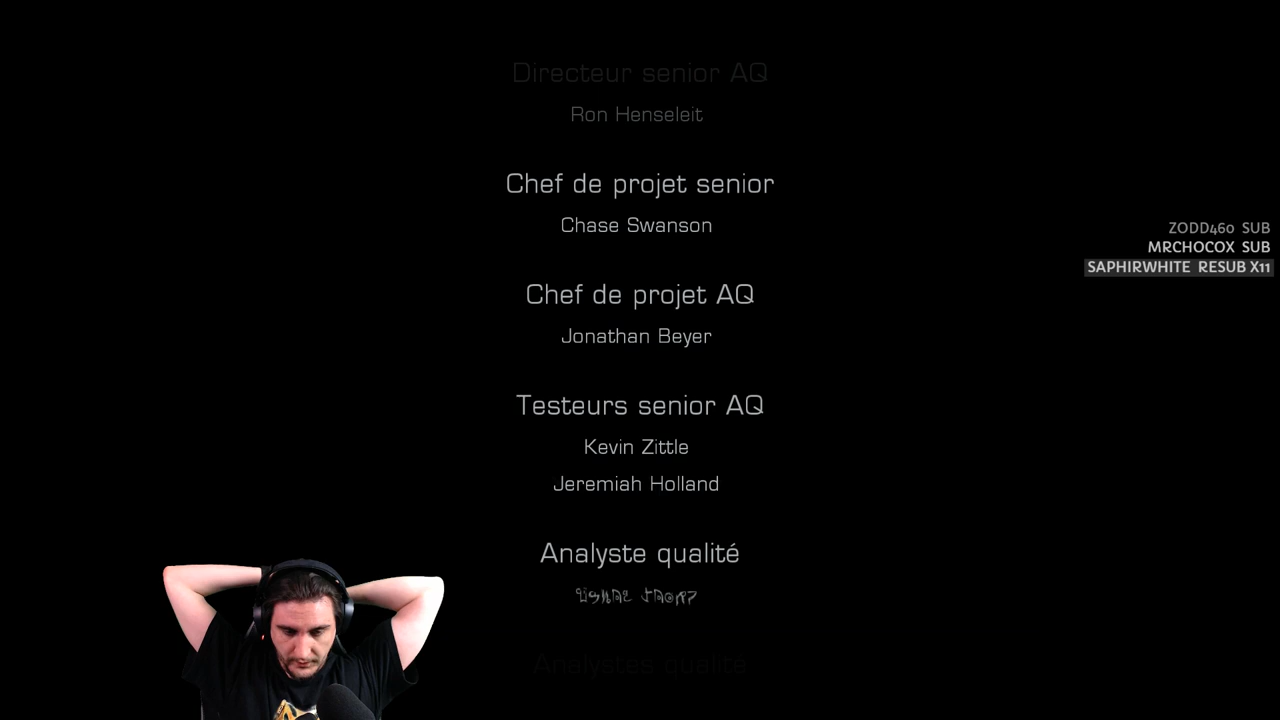 Directeur senior AQ
Ron Henseleit
Chef de projet senior
Chase Swanson
Chef de projet AQ
Jonathan Beyer
Testeurs senior AQ
Kevin Zittle
Jeremiah Holland
Analyste qualité
Analystes qualité
ZODD460 SUB
MRCHOCOX SUB
SAPHIRWHITE RESUB X11